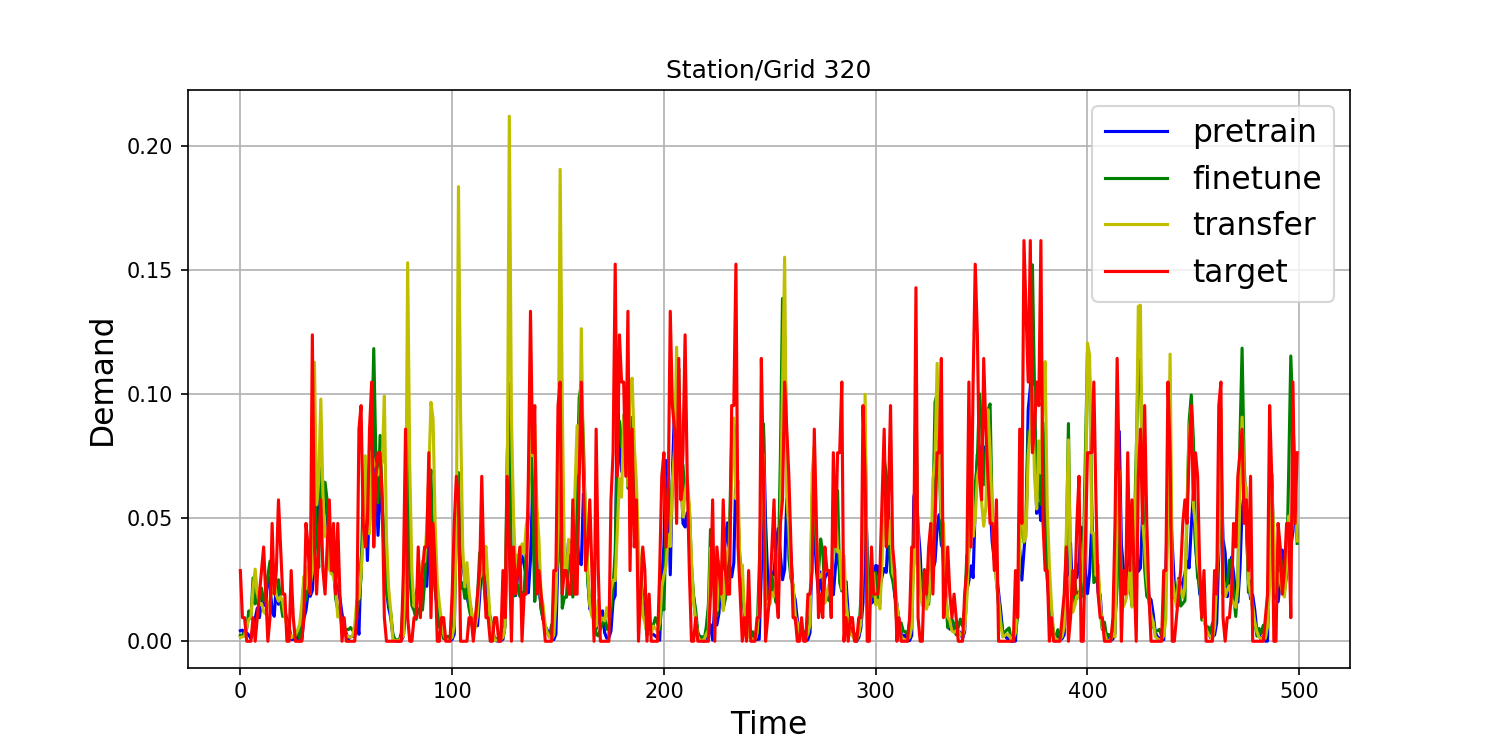 Station/Grid 320
Demand
0.20
0.15
0.10
0.05
0.00
0 100 200 300 400 500
Time
pretrain
finetune
transfer
target